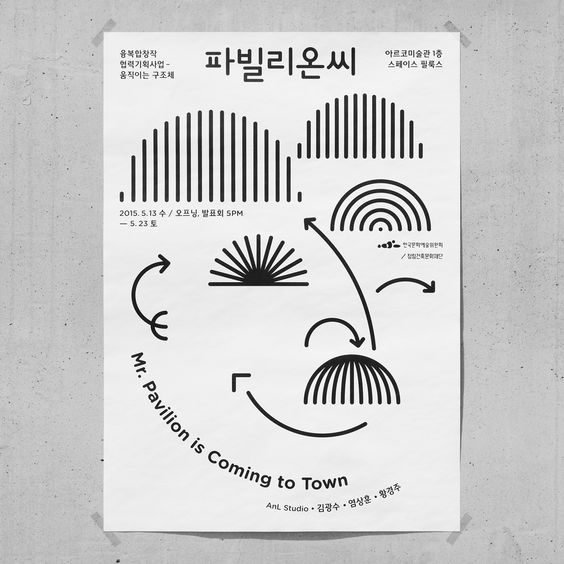 융복합창작
협력기획사업–
움직이는 구조체
파빌리온씨
아르코미술관 1층
스페이스 필룩스
2015. 5.13 수 / 오프닝, 발표회 5PM
— 5.23 토
한국문화예술위원회
/ 정림건축문화재단
Mr. Pavilion is Coming to Town
AnL Studio • 김광수 • 염상훈 • 황경주